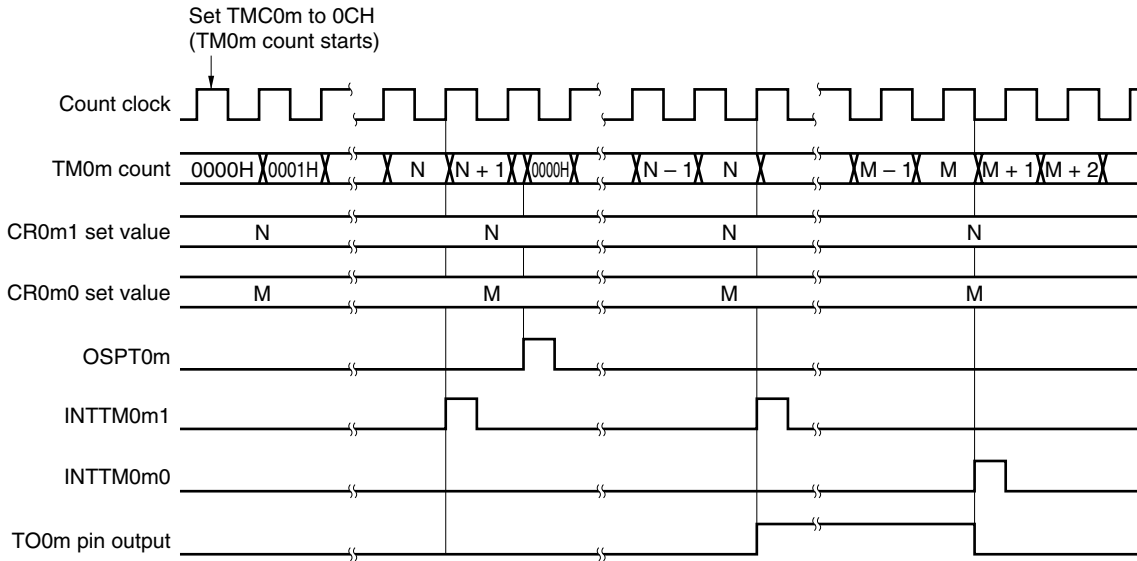 Set TMC0m to 0CH
(TM0m count starts)
Count clock
TM0m count 0000H 0001H N N + 1 0000H N – 1 N M – 1 M M + 1 M + 2
CR0m1 set value N N N N
CR0m0 set value M M M M
OSPT0m
INTTM0m1
INTTM0m0
TO0m pin output